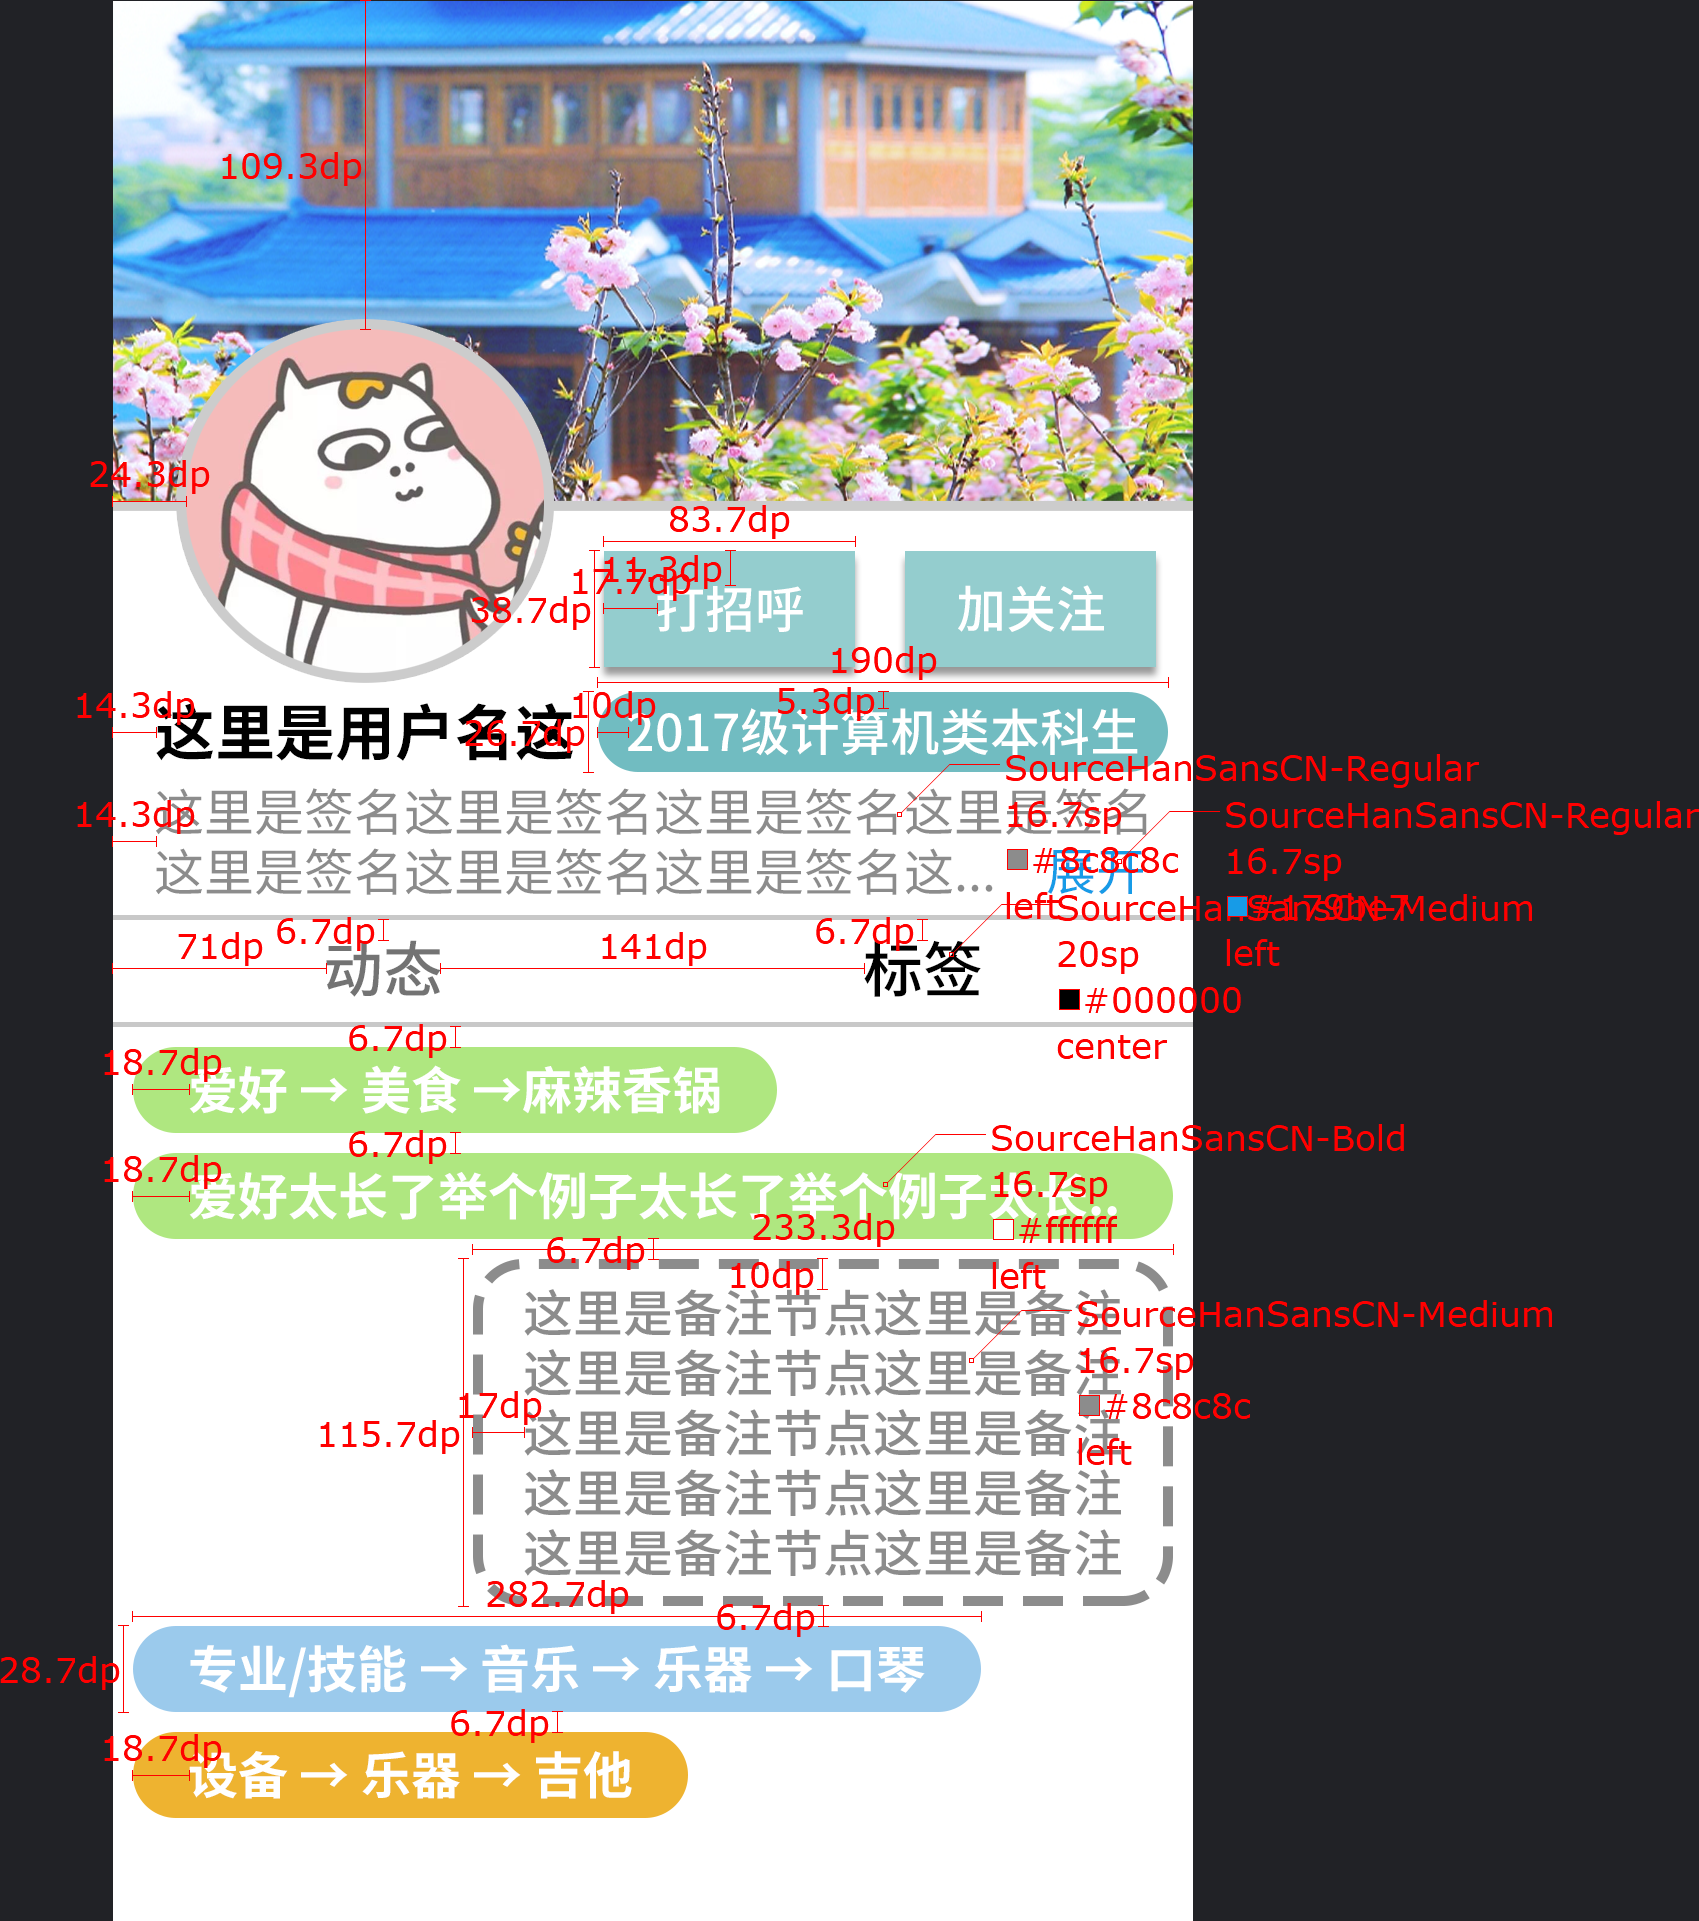 109.3dp
24.3dp
83.7dp
11.3dp
17.7dp
38.7dp
打招呼
加关注
190dp
14.3dp
这里是用户名这
10dp
5.3dp
26.7dp
2017级计算机类本科生
SourceHanSansCN-Regular
16.7sp
#8c8c8c
left
14.3dp
这里是签名这里是签名这里是签名这里是签名
这里是签名这里是签名这里是签名这...
展开
SourceHanSansCN-Regular
16.7sp
#179be7
left
SourceHanSansCN-Medium
20sp
#000000
center
71dp
6.7dp
141dp
6.7dp
动态
标签
6.7dp
18.7dp
爱好 → 美食 →麻辣香锅
6.7dp
18.7dp
爱好太长了举个例子太长了举个例子太长..
SourceHanSansCN-Bold
16.7sp
#ffffff
left
233.3dp
6.7dp
10dp
这里是备注节点这里是备注
这里是备注节点这里是备注
这里是备注节点这里是备注
这里是备注节点这里是备注
这里是备注节点这里是备注
SourceHanSansCN-Medium
16.7sp
#8c8c8c
left
17dp
115.7dp
282.7dp
6.7dp
28.7dp
专业/技能 → 音乐 → 乐器 → 口琴
6.7dp
18.7dp
设备 → 乐器 → 吉他